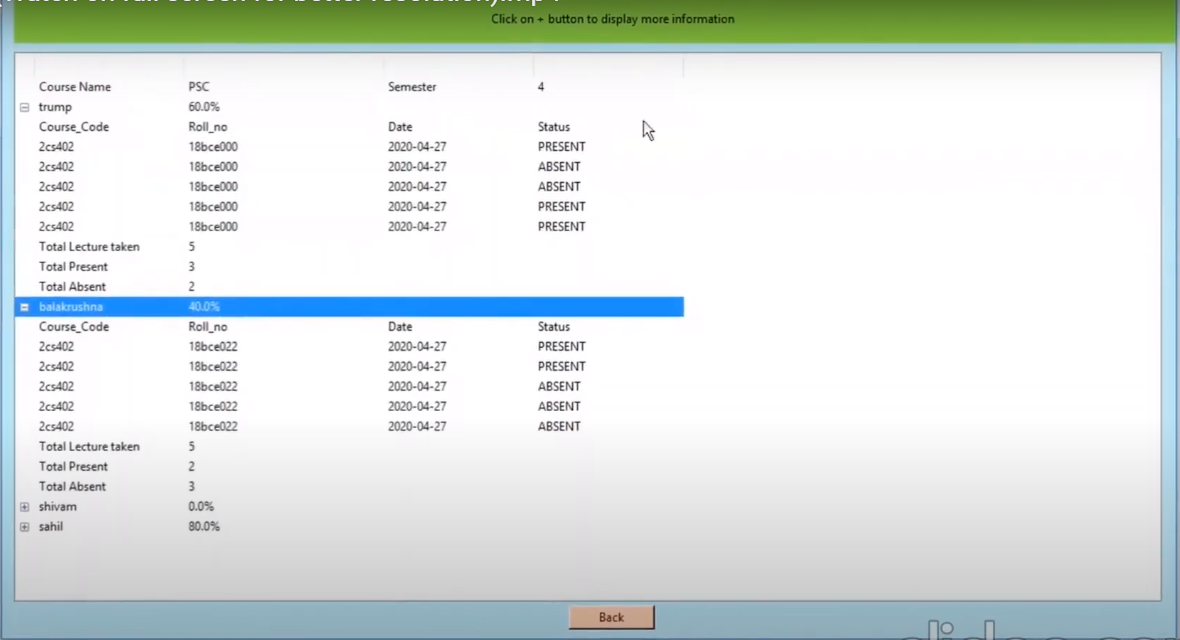 Click on + button to display more information
Course Name PSC Semester 4
trump 60.0%
Course_Code Roll_no Date Status
2cs402 18bce000 2020-04-27 PRESENT
2cs402 18bce000 2020-04-27 ABSENT
2cs402 18bce000 2020-04-27 ABSENT
2cs402 18bce000 2020-04-27 PRESENT
2cs402 18bce000 2020-04-27 PRESENT
Total Lecture taken 5
Total Present 3
Total Absent 2
balakrushna 40.0%
Course_Code Roll_no Date Status
2cs402 18bce022 2020-04-27 PRESENT
2cs402 18bce022 2020-04-27 PRESENT
2cs402 18bce022 2020-04-27 ABSENT
2cs402 18bce022 2020-04-27 ABSENT
2cs402 18bce022 2020-04-27 ABSENT
Total Lecture taken 5
Total Present 2
Total Absent 3
shivam 0.0%
sahil 80.0%
Back